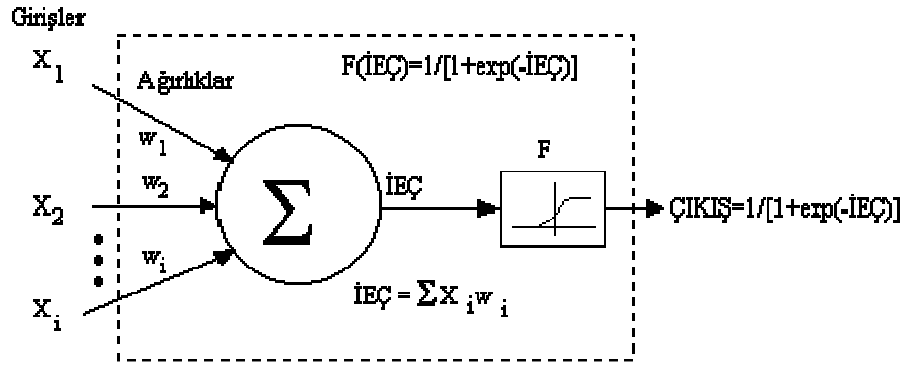 Girişler
X1
Ağırlıklar
F(İEÇ)=1/[1+exp(-İEÇ)]
w1
F
X2
w2
Σ
İEÇ
ÇIKIŞ=1/[1+exp(-İEÇ)]
wi
İEÇ = ΣX i w i
Xi